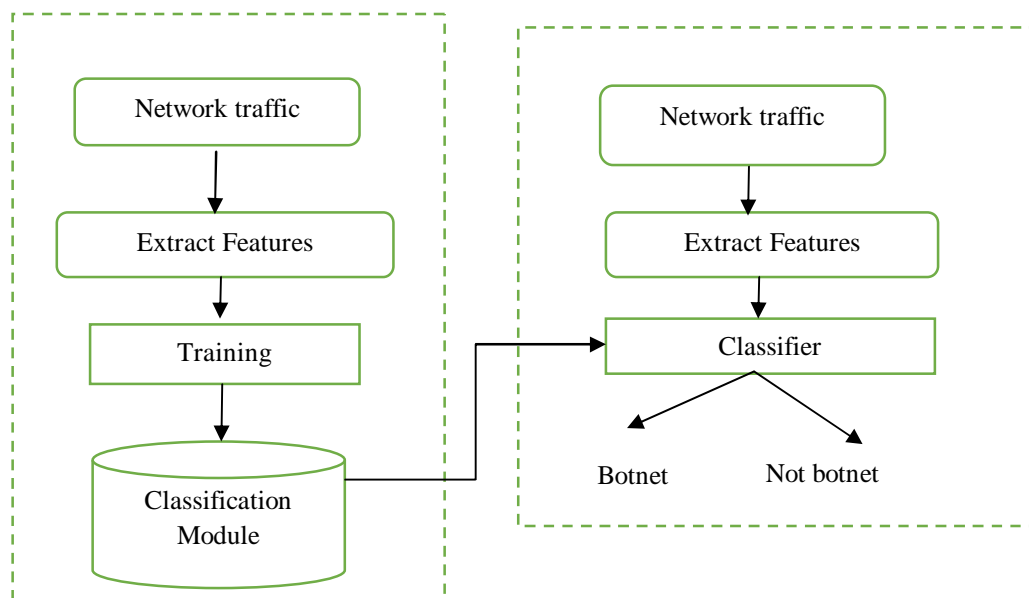 Network traffic
Extract Features
Training
Classification
Module
Network traffic
Extract Features
Classifier
Botnet
Not botnet